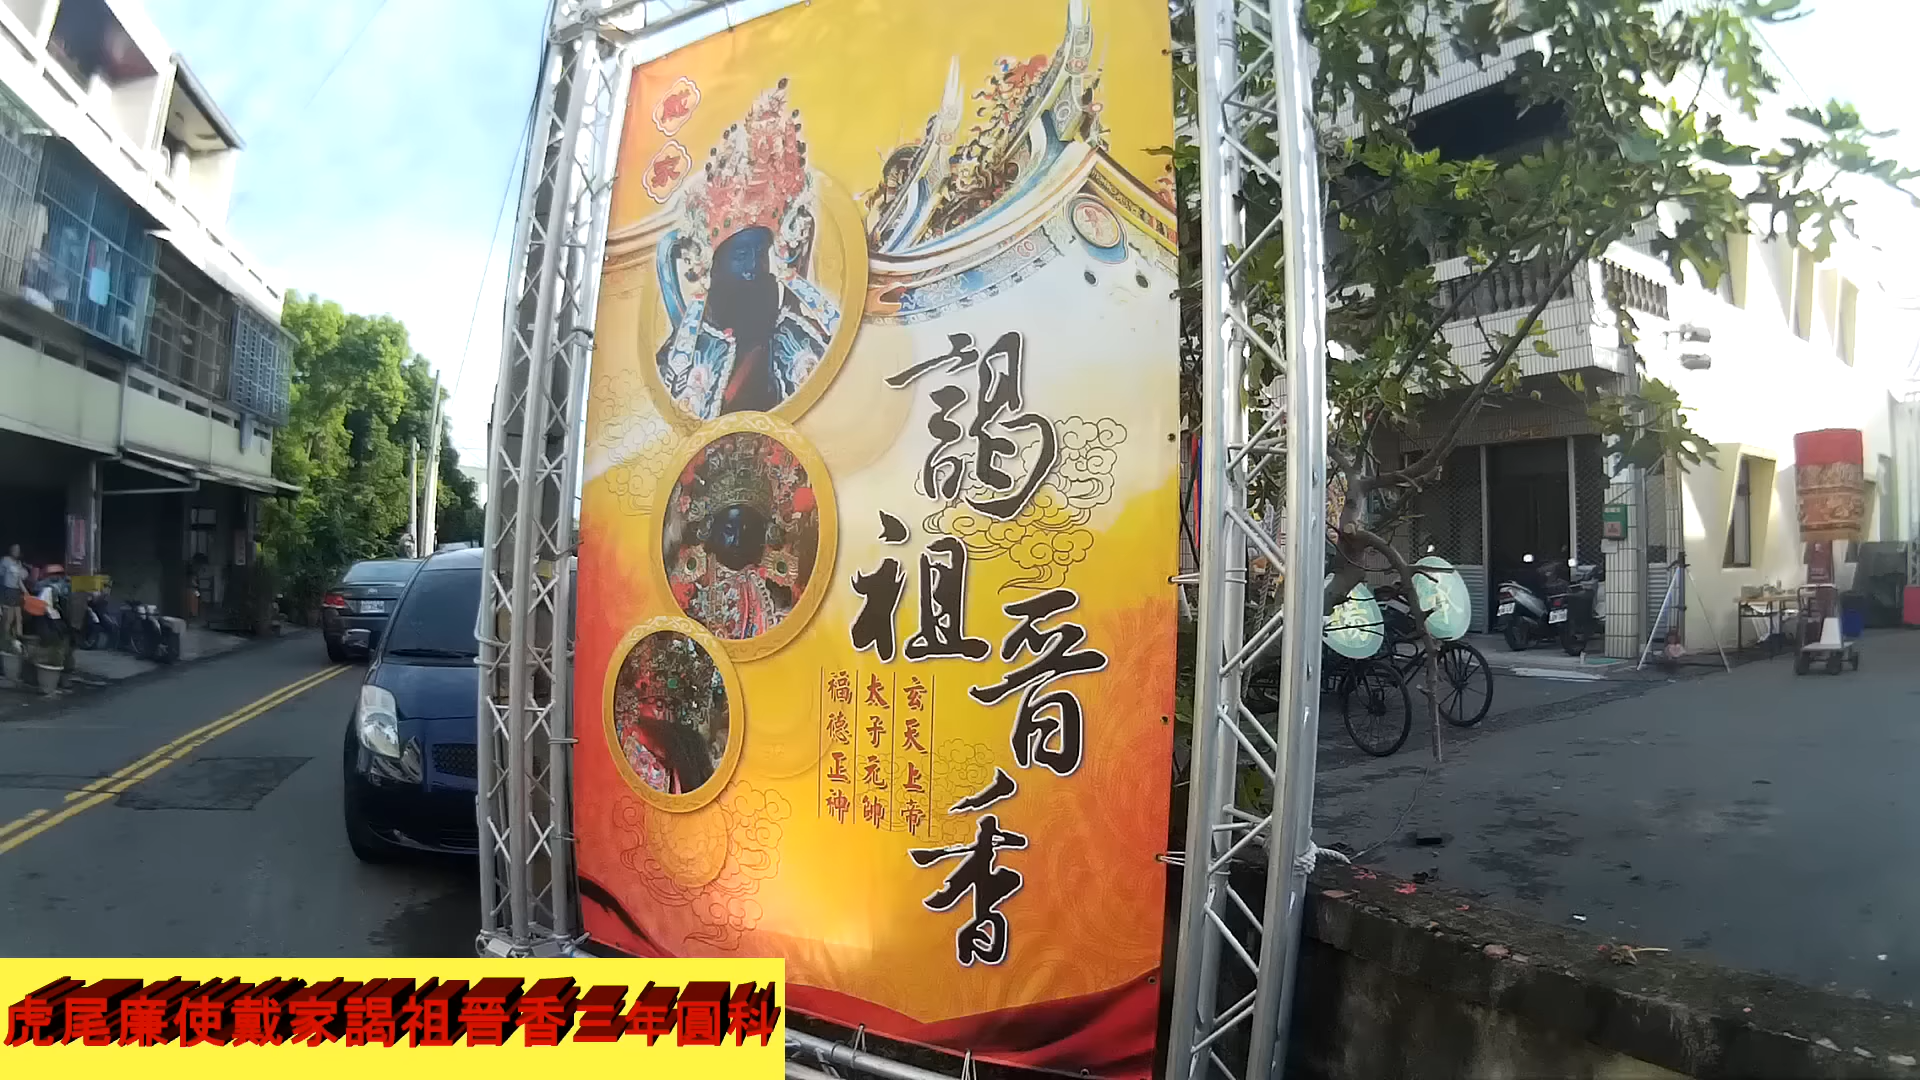 戴家
謁祖晉香
玄天上帝
太子元帥
福德正神
虎尾廉使戴家謁祖晉香三年圓科